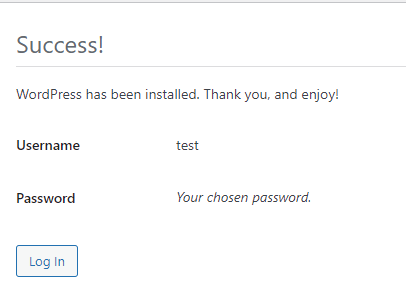 Success!
WordPress has been installed. Thank you, and enjoy!
Username test
Password Your chosen password.
Log In